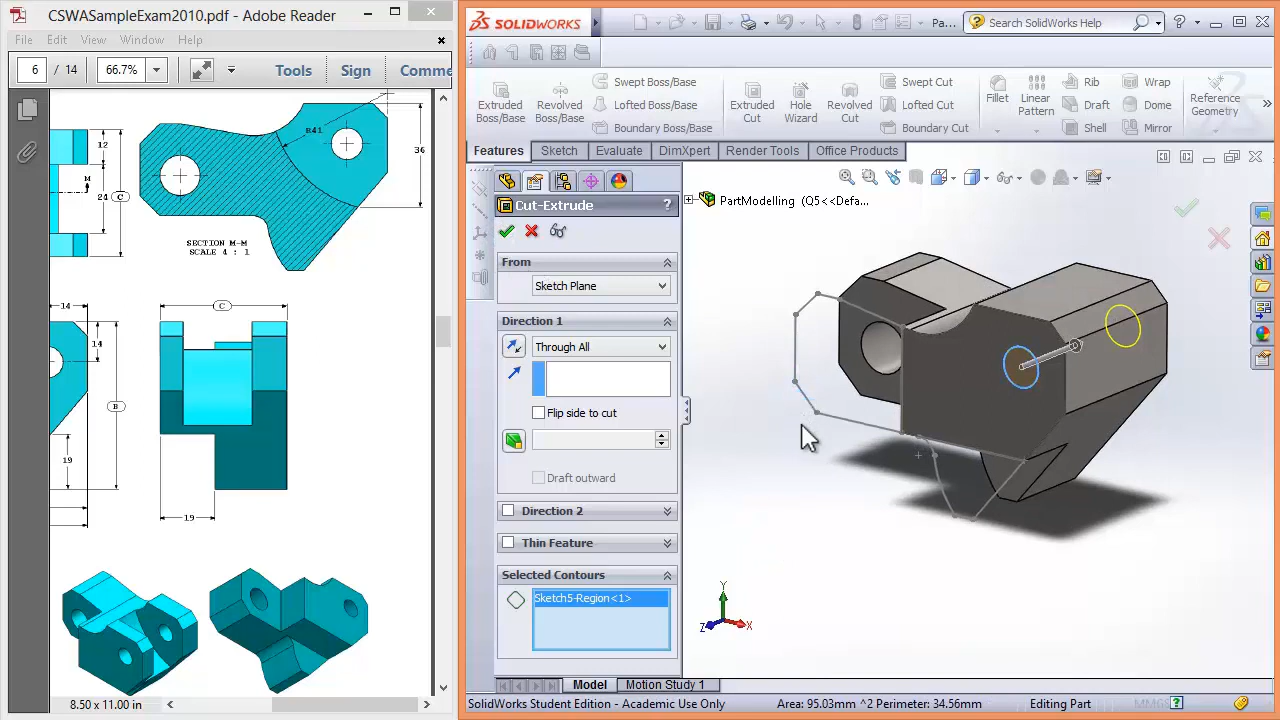 CSWASampleExam2010.pdf - Adobe Reader
File Edit View Window Help
6 / 14 66.7% Tools Sign Comme
12
M
24
C
R41
36
SECTION M-M
SCALE 4 : 1
14
C
14
B
19
19
8.50 x 11.00 in
SOLIDWORKS
Pa...
Search SolidWorks Help
Extruded Boss/Base
Revolved Boss/Base
Swept Boss/Base
Lofted Boss/Base
Boundary Boss/Base
Extruded Cut
Hole Wizard
Revolved Cut
Swept Cut
Lofted Cut
Boundary Cut
Fillet
Linear Pattern
Rib
Draft
Shell
Wrap
Dome
Mirror
Reference Geometry
Features Sketch Evaluate DimXpert Render Tools Office Products
PartModelling (Q5<<Defa...
Cut-Extrude ?
From
Sketch Plane
Direction 1
Through All
Flip side to cut
Draft outward
Direction 2
Thin Feature
Selected Contours
Sketch5-Region<1>
Y
Z
X
Model Motion Study 1
SolidWorks Student Edition - Academic Use Only
Area: 95.03mm ^2 Perimeter: 34.56mm
Editing Part
MMGS